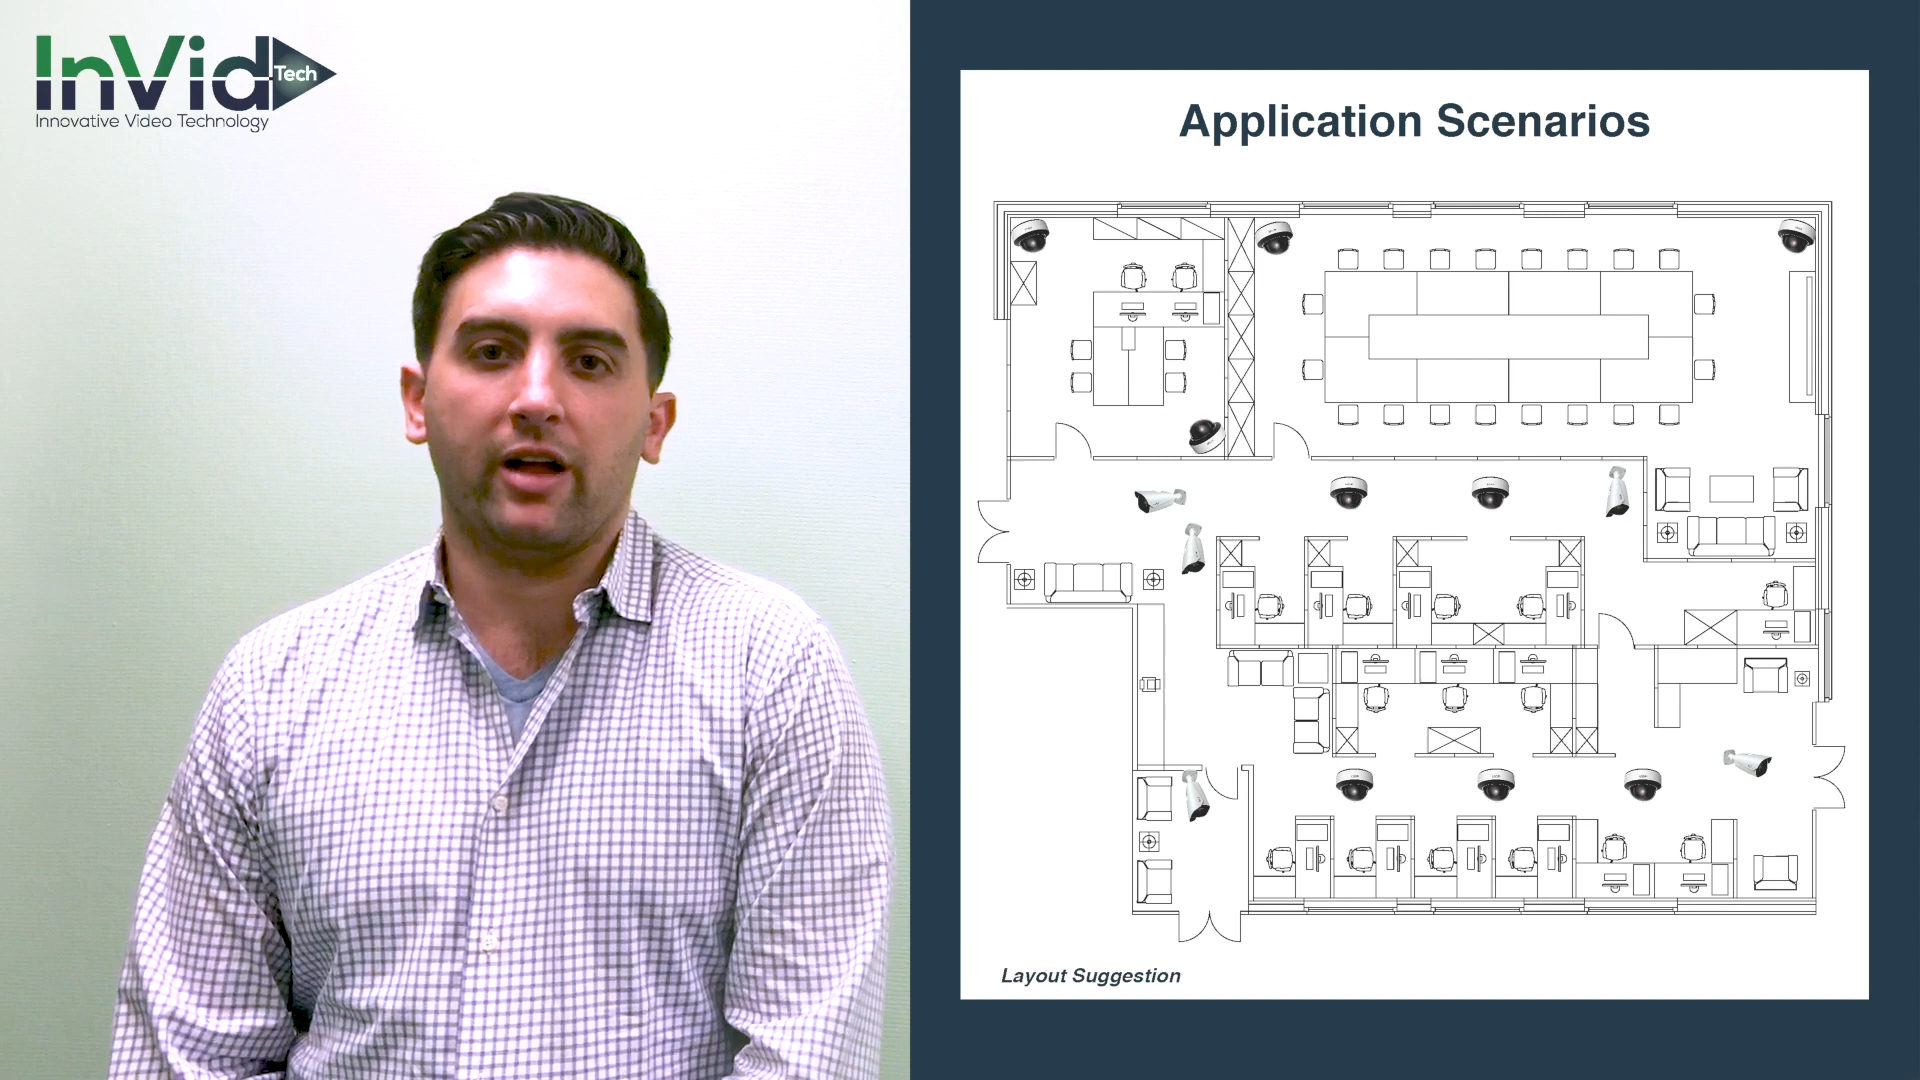 InVid Tech
Innovative Video Technology
Application Scenarios
Layout Suggestion